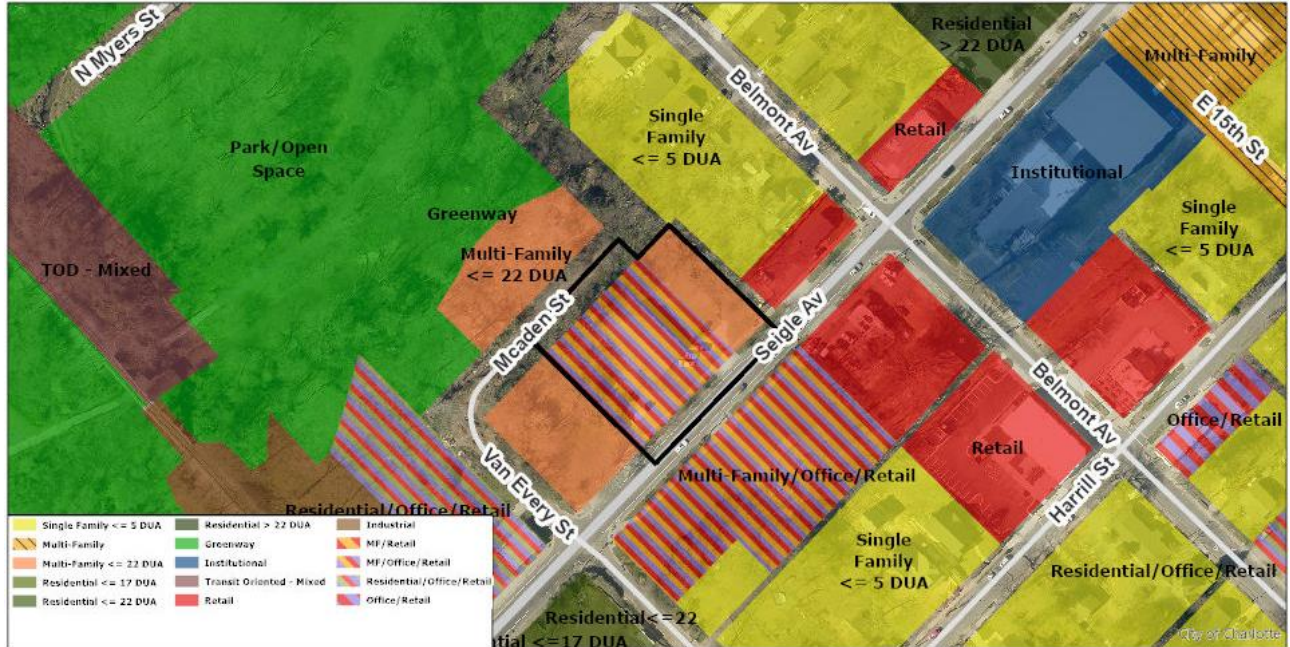 N Myers St
Residential
> 22 DUA
Multi-Family
E 15th St
Belmont Av
Single
Family
<= 5 DUA
Retail
Park/Open
Space
Institutional
Single
Family
<= 5 DUA
Greenway
Multi-Family
<= 22 DUA
TOD - Mixed
Mcaden St
Seigle Av
Belmont Av
Office/Retail
Retail
Multi-Family/Office/Retail
Harrill St
Van Every St
Residential/Office/Retail
Single
Family
<= 5 DUA
Residential/Office/Retail
Residential<=22
ntial <=17 DUA
City of Charlotte
Single Family <= 5 DUA
Multi-Family
Multi-Family <= 22 DUA
Residential <= 17 DUA
Residential <= 22 DUA
Residential > 22 DUA
Greenway
Institutional
Transit Oriented - Mixed
Retail
Industrial
MF/Retail
MF/Office/Retail
Residential/Office/Retail
Office/Retail